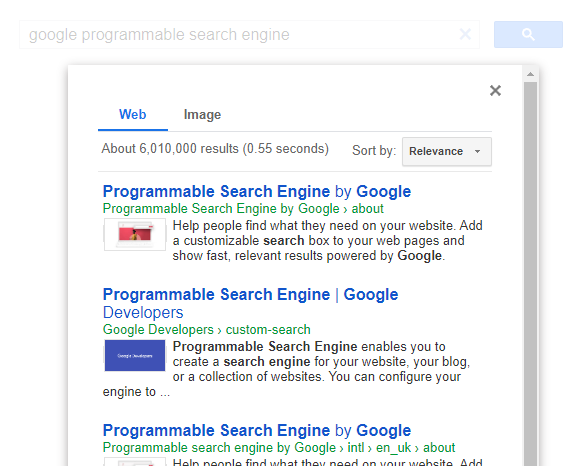 google programmable search engine
Web Image
About 6,010,000 results (0.55 seconds) Sort by: Relevance
Programmable Search Engine by Google
Programmable Search Engine by Google › about
Help people find what they need on your website. Add
a customizable search box to your web pages and
show fast, relevant results powered by Google.
Programmable Search Engine | Google
Developers
Google Developers › custom-search
Google Developers
Programmable Search Engine enables you to
create a search engine for your website, your blog,
or a collection of websites. You can configure your
engine to ...
Programmable Search Engine by Google
Programmable search Engine by Google › intl › en_uk › about
Help people find what they need on your website. Add